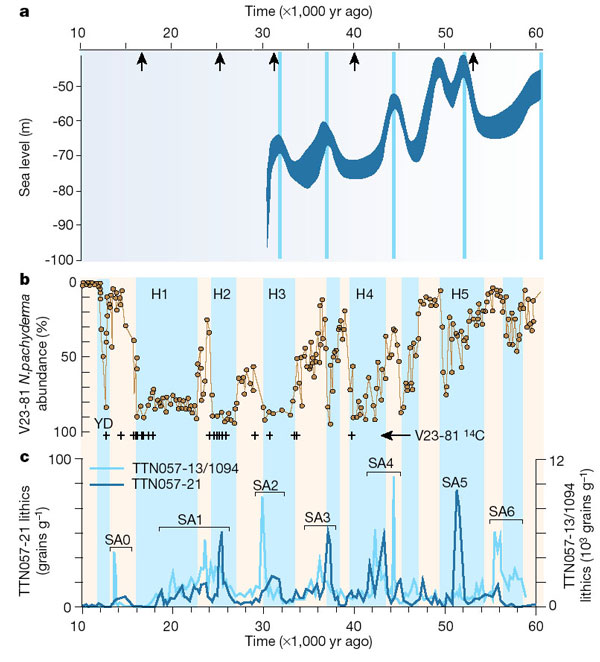 a
Time (×1,000 yr ago)
10 20 30 40 50 60
Sea level (m)
-50
-60
-70
-80
-90
-100
b
V23-81 N.pachyderma
abundance (%)
0
50
100
H1 H2 H3 H4 H5
YD
V23-81 ¹⁴C
c
TTN057-21 lithics
(grains g⁻¹)
100
0
TTN057-13/1094
TTN057-21
SA0 SA1 SA2 SA3 SA4 SA5 SA6
12
0
TTN057-13/1094
lithics (10³ grains g⁻¹)
10 20 30 40 50 60
Time (×1,000 yr ago)